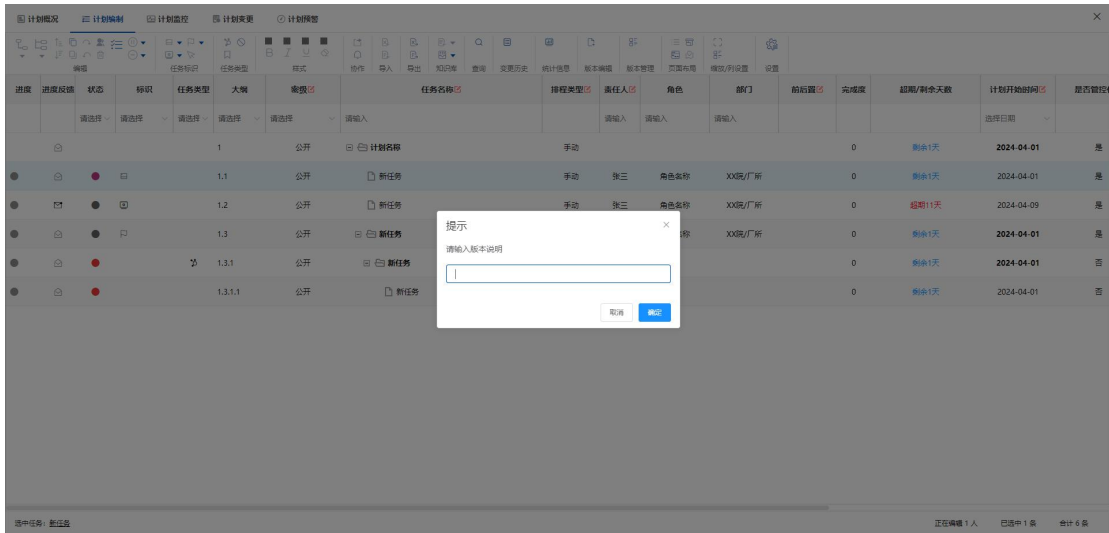 计划概况 计划编制 计划监控 计划变更 计划预警
编辑 任务标识 任务类型 样式 协作 导入 导出 知识库 查询 变更历史 统计信息 版本编辑 版本管理 页面布局 缩放/列设置 设置
进度 进度反馈 状态 标识 任务类型 大纲 密级 任务名称 排程类型 责任人 角色 部门 前后置 完成度 超期/剩余天数 计划开始时间 是否管控
请选择 请选择 请选择 请选择 请选择 请输入 请输入 请输入 请输入 选择日期
1 公开 计划名称 手动 0 剩余1天 2024-04-01 是
1.1 公开 新任务 手动 张三 角色名称 XX院/厂所 0 剩余1天 2024-04-01 是
1.2 公开 新任务 手动 张三 角色名称 XX院/厂所 0 超期11天 2024-04-09 是
1.3 公开 新任务 名称 XX院/厂所 0 剩余1天 2024-04-01 是
1.3.1 公开 新任务 0 剩余1天 2024-04-01 否
1.3.1.1 公开 新任务 0 剩余1天 2024-04-01 否
提示
请输入版本说明
取消 确定
选中任务: 新任务 正在编辑 1 人 已选中 1 条 合计 6 条